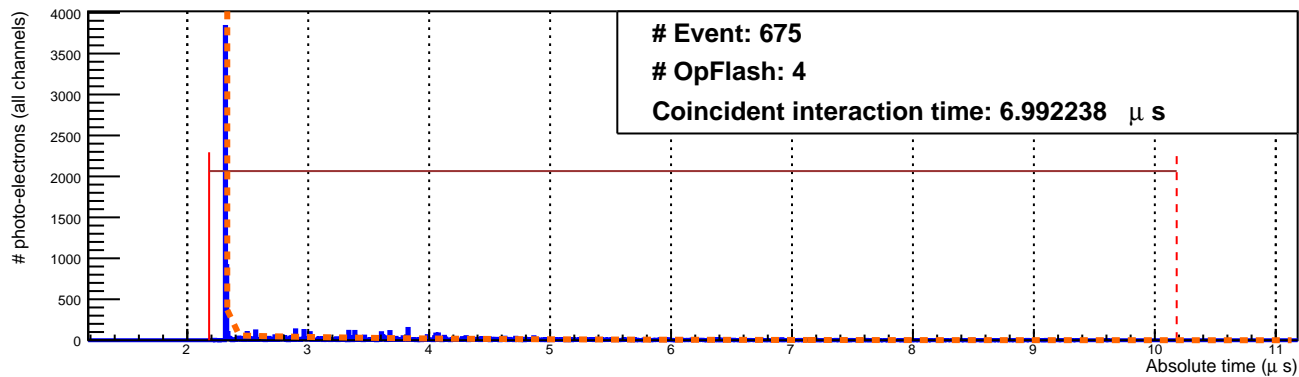 # photo-electrons (all channels)
4000
3500
3000
2500
2000
1500
1000
500
0
# Event: 675
# OpFlash: 4
Coincident interaction time: 6.992238 μ s
2 3 4 5 6 7 8 9 10 11
Absolute time (μ s)